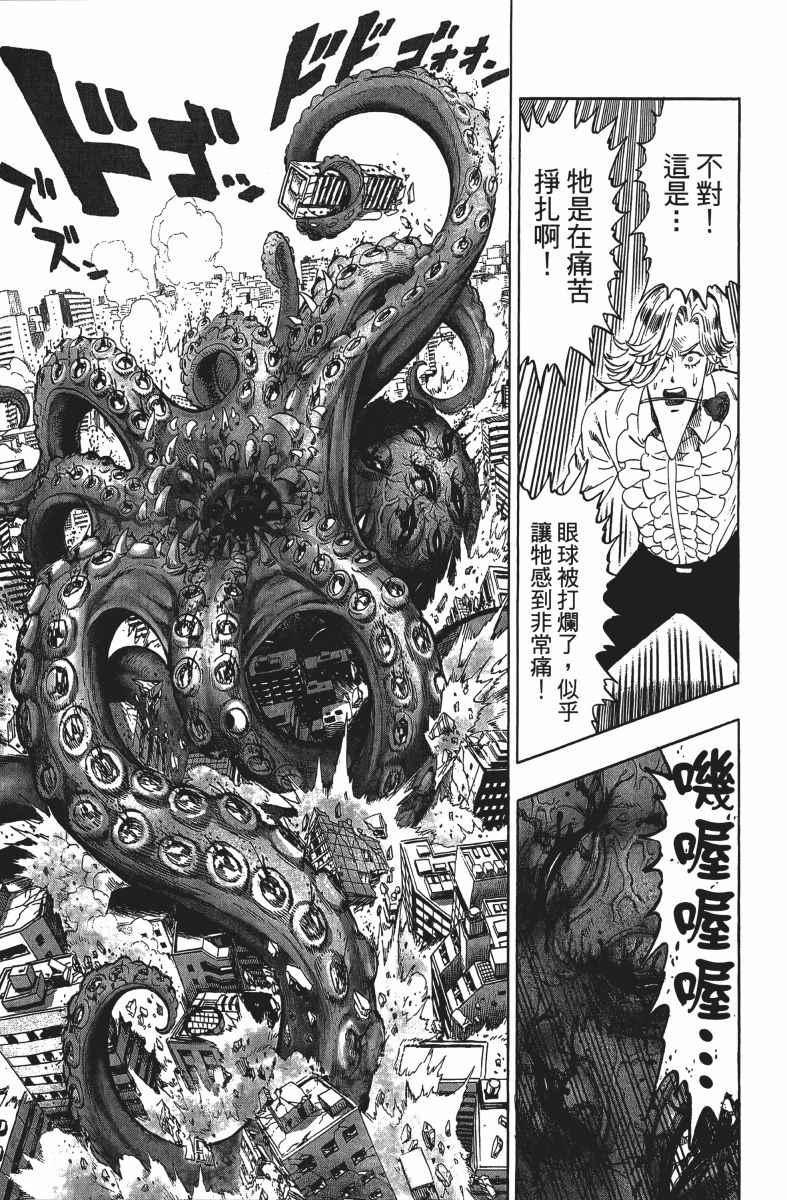 不對！
這是…
牠是在痛苦
掙扎啊！
眼球被打爛了，似乎
讓牠感到非常痛！
嘰喔喔喔…
ドドゴォオン
ドゴッ
ズズン